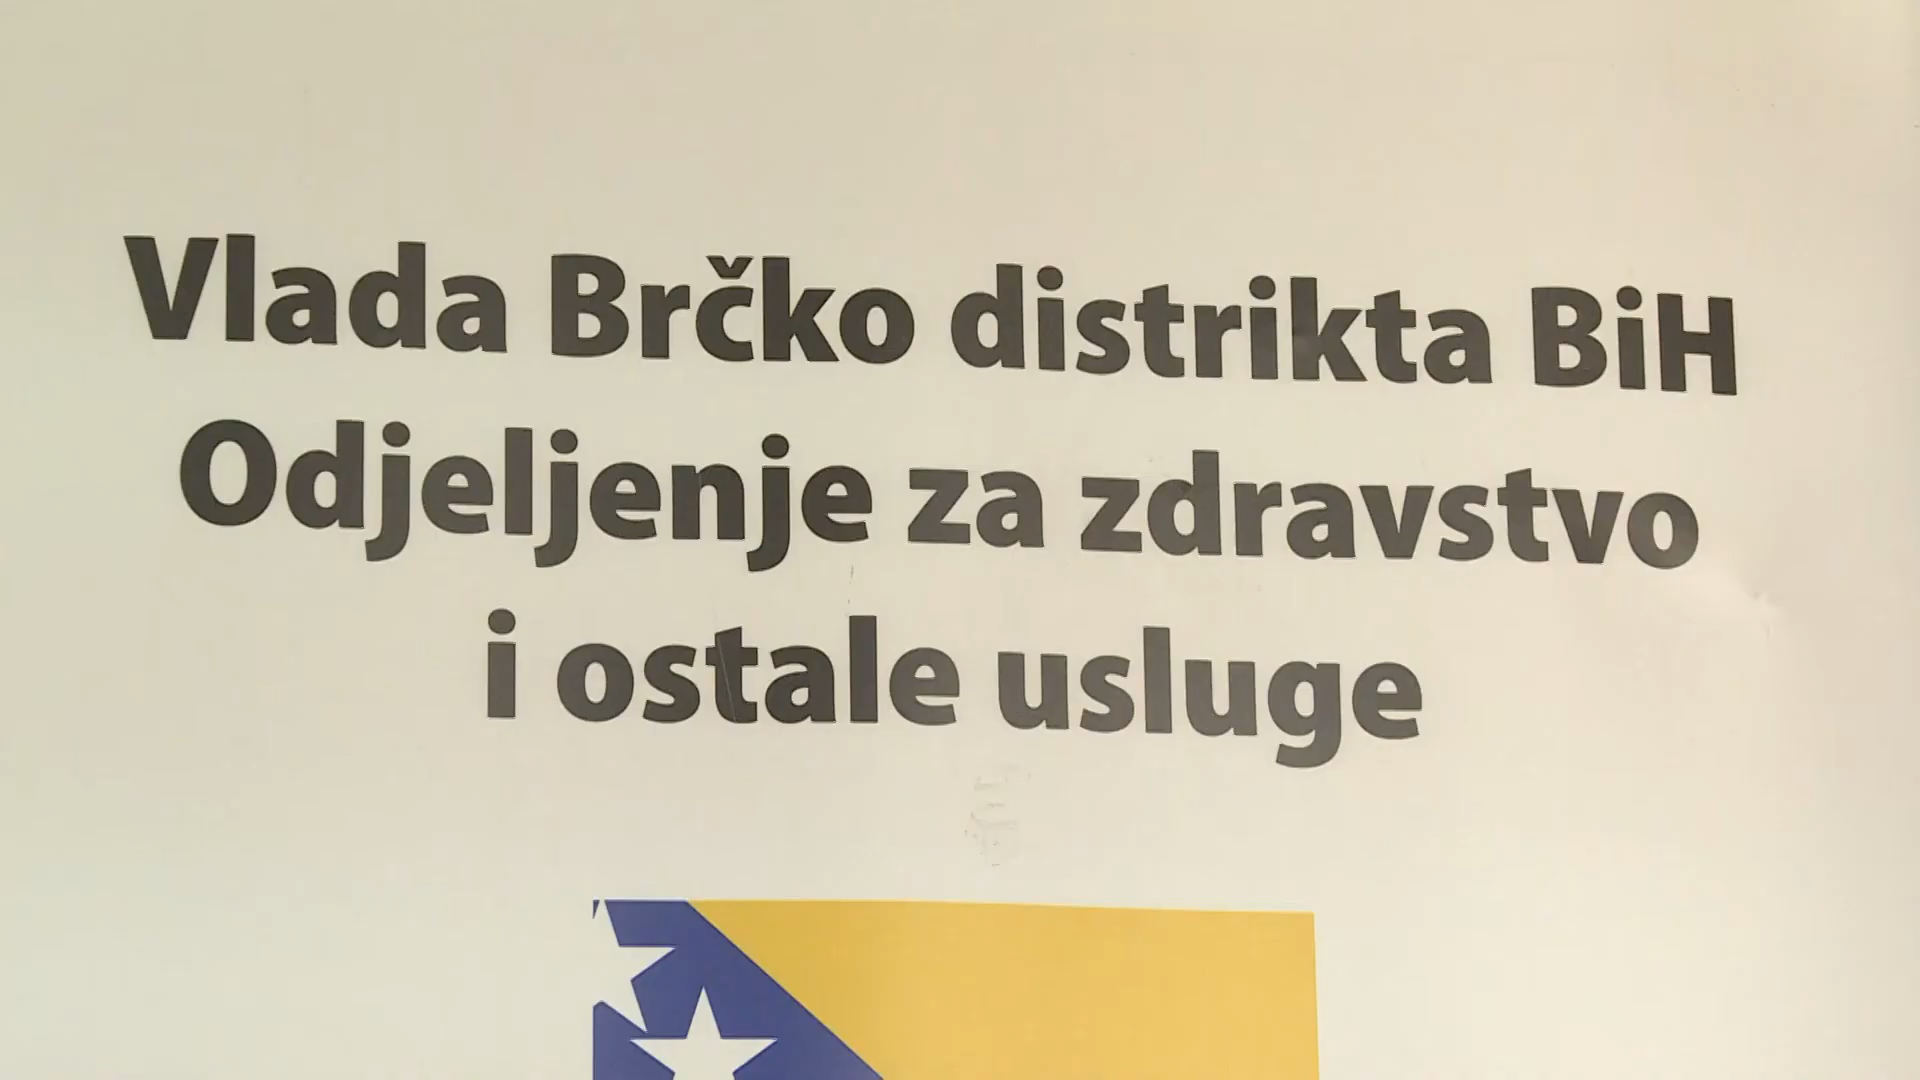 Vlada Brčko distrikta BiH
Odjeljenje za zdravstvo
i ostale usluge